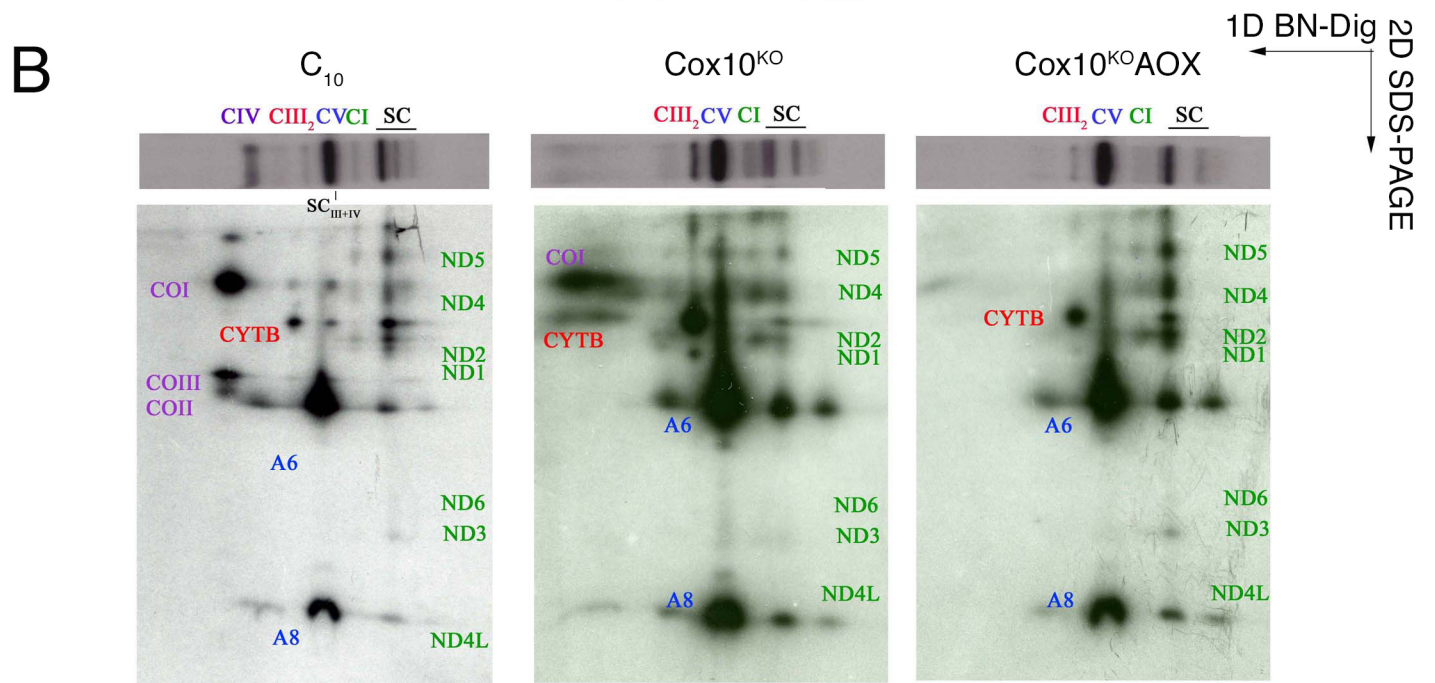 B
1D BN-Dig
2D SDS-PAGE
C10
CIV CIII2 CV CI SC
SCIII+IV
COI
CYTB
COIII
COII
A6
A8
ND5
ND4
ND2
ND1
ND6
ND3
ND4L
Cox10KO
CIII2 CV CI SC
COI
CYTB
A6
A8
ND5
ND4
ND2
ND1
ND6
ND3
ND4L
Cox10KOAOX
CIII2 CV CI SC
CYTB
A6
A8
ND5
ND4
ND2
ND1
ND6
ND3
ND4L